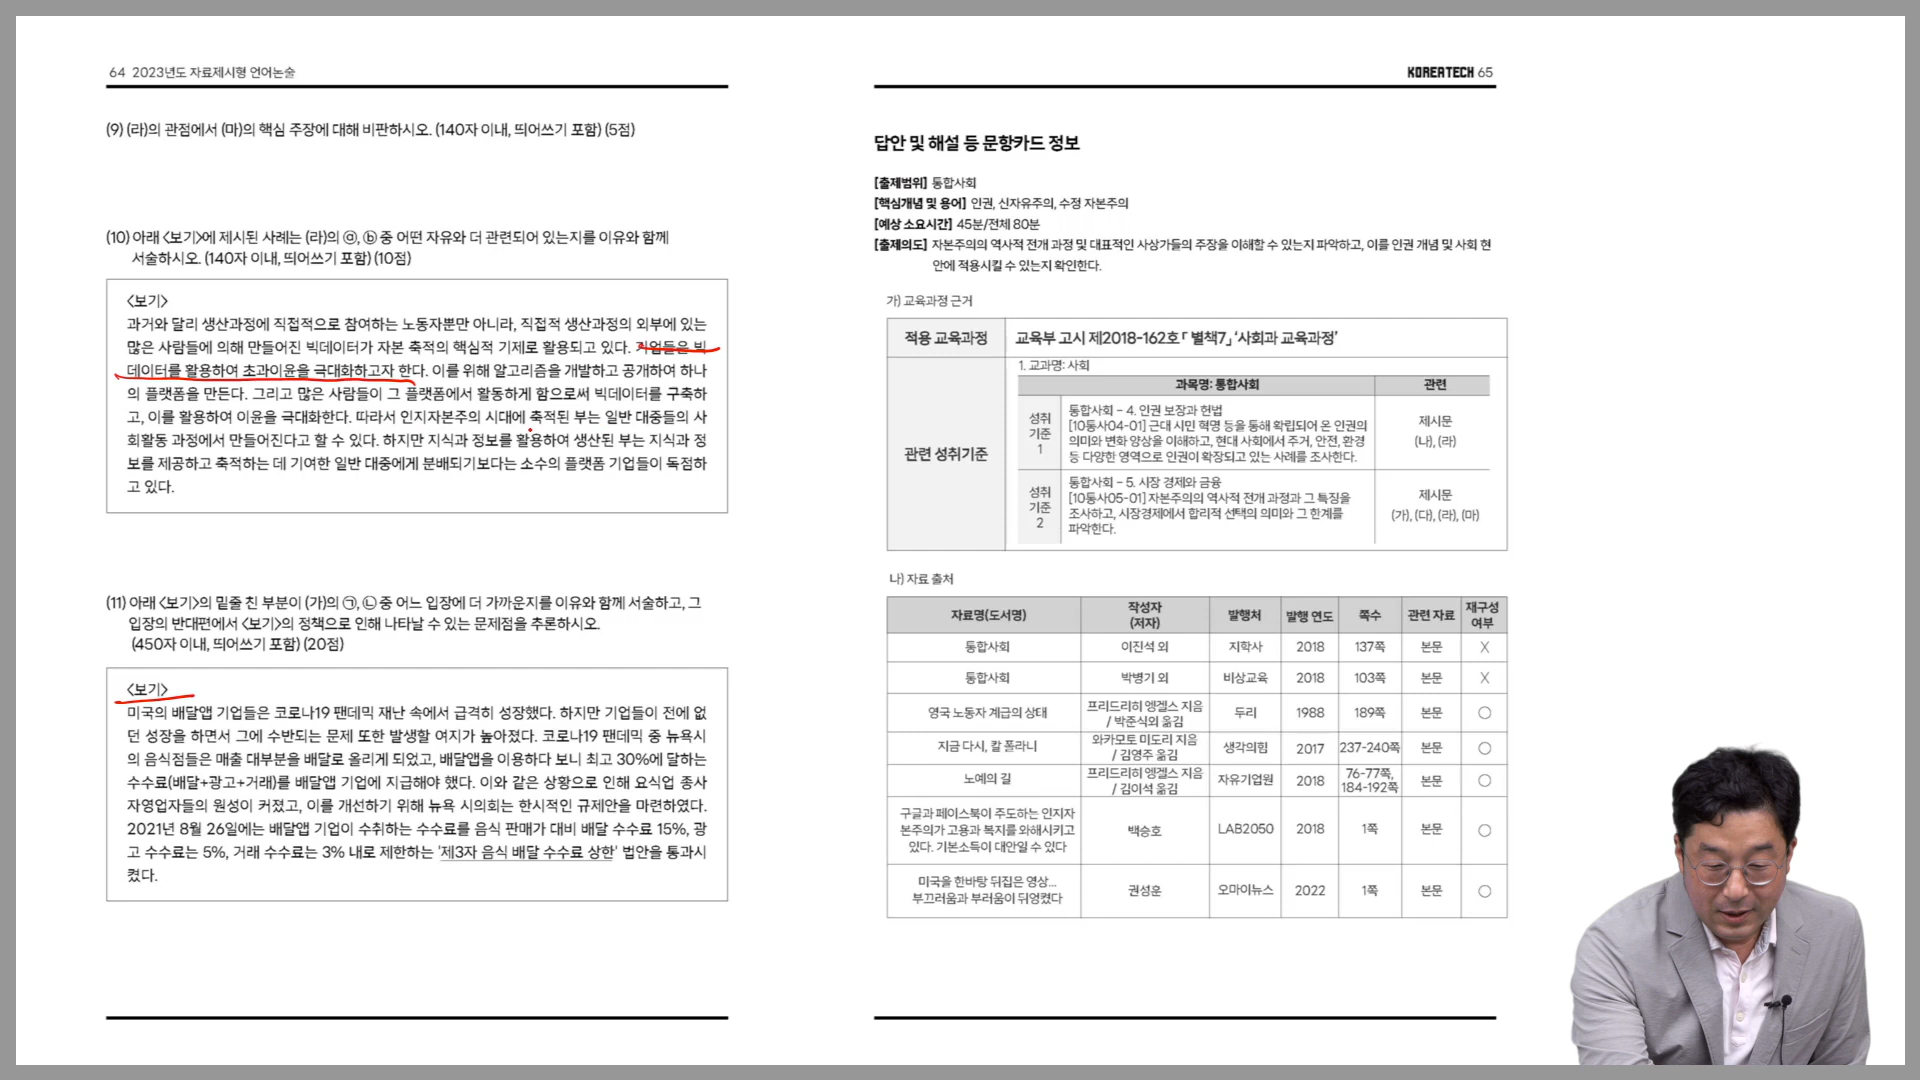 64 2023년도 자료제시형 언어논술
(9) (라)의 관점에서 (마)의 핵심 주장에 대해 비판하시오. (140자 이내, 띄어쓰기 포함) (5점)
(10) 아래 <보기>에 제시된 사례는 (라)의 ⓐ, ⓑ 중 어떤 자유와 더 관련되어 있는지를 이유와 함께
서술하시오. (140자 이내, 띄어쓰기 포함) (10점)
<보기>
과거와 달리 생산과정에 직접적으로 참여하는 노동자뿐만 아니라, 직접적 생산과정의 외부에 있는
많은 사람들에 의해 만들어진 빅데이터가 자본 축적의 핵심적 기제로 활용되고 있다. 기업들은 빅
데이터를 활용하여 초과이윤을 극대화하고자 한다. 이를 위해 알고리즘을 개발하고 공개하여 하나
의 플랫폼을 만든다. 그리고 많은 사람들이 그 플랫폼에서 활동하게 함으로써 빅데이터를 구축하
고, 이를 활용하여 이윤을 극대화한다. 따라서 인지자본주의 시대에 축적된 부는 일반 대중들의 사
회활동 과정에서 만들어진다고 할 수 있다. 하지만 지식과 정보를 활용하여 생산된 부는 지식과 정
보를 제공하고 축적하는 데 기여한 일반 대중에게 분배되기보다는 소수의 플랫폼 기업들이 독점하
고 있다.
(11) 아래 <보기>의 밑줄 친 부분이 (가)의 ㉠, ㉡ 중 어느 입장에 더 가까운지를 이유와 함께 서술하고, 그
입장의 반대편에서 <보기>의 정책으로 인해 나타날 수 있는 문제점을 추론하시오.
(450자 이내, 띄어쓰기 포함) (20점)
<보기>
미국의 배달앱 기업들은 코로나19 팬데믹 재난 속에서 급격히 성장했다. 하지만 기업들이 전에 없
던 성장을 하면서 그에 수반되는 문제 또한 발생할 여지가 높아졌다. 코로나19 팬데믹 중 뉴욕시
의 음식점들은 매출 대부분을 배달로 올리게 되었고, 배달앱을 이용하다 보니 최고 30%에 달하는
수수료(배달+광고+거래)를 배달앱 기업에 지급해야 했다. 이와 같은 상황으로 인해 요식업 종사
자영업자들의 원성이 커졌고, 이를 개선하기 위해 뉴욕 시의회는 한시적인 규제안을 마련하였다.
2021년 8월 26일에는 배달앱 기업이 수취하는 수수료를 음식 판매가 대비 배달 수수료 15%, 광
고 수수료는 5%, 거래 수수료는 3% 내로 제한하는 '제3자 음식 배달 수수료 상한' 법안을 통과시
켰다.
KOREATECH 65
답안 및 해설 등 문항카드 정보
[출제범위] 통합사회
[핵심개념 및 용어] 인권, 신자유주의, 수정 자본주의
[예상 소요시간] 45분/전체 80분
[출제의도] 자본주의의 역사적 전개 과정 및 대표적인 사상가들의 주장을 이해할 수 있는지 파악하고, 이를 인권 개념 및 사회 현
안에 적용시킬 수 있는지 확인한다.
가) 교육과정 근거
적용 교육과정 교육부 고시 제2018-162호 「 별책7」 '사회과 교육과정'
관련 성취기준
1. 교과명: 사회
과목명: 통합사회 관련
성취
기준
1
통합사회 – 4. 인권 보장과 헌법
[10통사04-01] 근대 시민 혁명 등을 통해 확립되어 온 인권의
의미와 변화 양상을 이해하고, 현대 사회에서 주거, 안전, 환경
등 다양한 영역으로 인권이 확장되고 있는 사례를 조사한다.
제시문
(나), (라)
성취
기준
2
통합사회 – 5. 시장 경제와 금융
[10통사05-01] 자본주의의 역사적 전개 과정과 그 특징을
조사하고, 시장경제에서 합리적 선택의 의미와 그 한계를
파악한다.
제시문
(가), (다), (라), (마)
나) 자료 출처
자료명(도서명) 작성자 (저자) 발행처 발행 연도 쪽수 관련 자료 재구성 여부
통합사회 이진석 외 지학사 2018 137쪽 본문 X
통합사회 박병기 외 비상교육 2018 103쪽 본문 X
영국 노동자 계급의 상태 프리드리히 엥겔스 지음 / 박준식외 옮김 두리 1988 189쪽 본문 ○
지금 다시, 칼 폴라니 와카모토 미도리 지음 / 김영주 옮김 생각의힘 2017 237-240쪽 본문 ○
노예의 길 프리드리히 엥겔스 지음 / 김이석 옮김 자유기업원 2018 76-77쪽, 184-192쪽 본문 ○
구글과 페이스북이 주도하는 인지자
본주의가 고용과 복지를 와해시키고
있다. 기본소득이 대안일 수 있다
백승호 LAB2050 2018 1쪽 본문 ○
미국을 한바탕 뒤집은 영상...
부끄러움과 부러움이 뒤엉켰다
권성훈 오마이뉴스 2022 1쪽 본문 ○